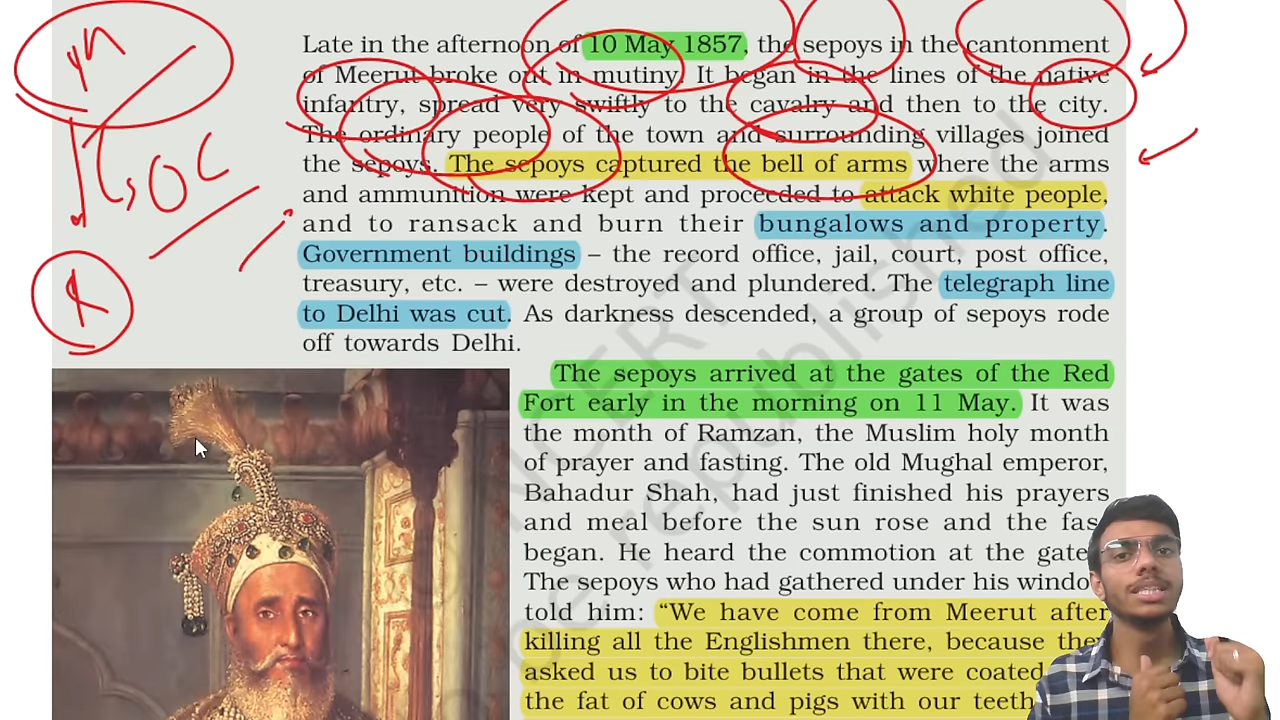 Late in the afternoon of 10 May 1857, the sepoys in the cantonment
of Meerut broke out in mutiny. It began in the lines of the native
infantry, spread very swiftly to the cavalry and then to the city.
The ordinary people of the town and surrounding villages joined
the sepoys. The sepoys captured the bell of arms where the arms
and ammunition were kept and proceeded to attack white people,
and to ransack and burn their bungalows and property.
Government buildings – the record office, jail, court, post office,
treasury, etc. – were destroyed and plundered. The telegraph line
to Delhi was cut. As darkness descended, a group of sepoys rode
off towards Delhi.
The sepoys arrived at the gates of the Red
Fort early in the morning on 11 May. It was
the month of Ramzan, the Muslim holy month
of prayer and fasting. The old Mughal emperor,
Bahadur Shah, had just finished his prayers
and meal before the sun rose and the fas
began. He heard the commotion at the gate
The sepoys who had gathered under his windo
told him: “We have come from Meerut after
killing all the Englishmen there, because they
asked us to bite bullets that were coated
the fat of cows and pigs with our teeth
NCERT
be republished